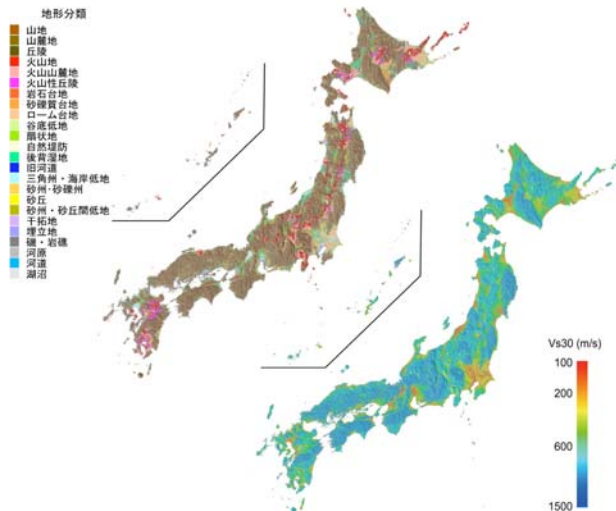 地形分類
山地
山麓地
丘陵
火山地
火山山麓地
火山性丘陵
岩石台地
砂礫質台地
ローム台地
谷底低地
扇状地
自然堤防
後背湿地
旧河道
三角州・海岸低地
砂州・砂礫州
砂丘
砂州・砂丘間低地
干拓地
埋立地
磯・岩礁
河原
河道
湖沼
Vs30 (m/s)
100
200
600
1500